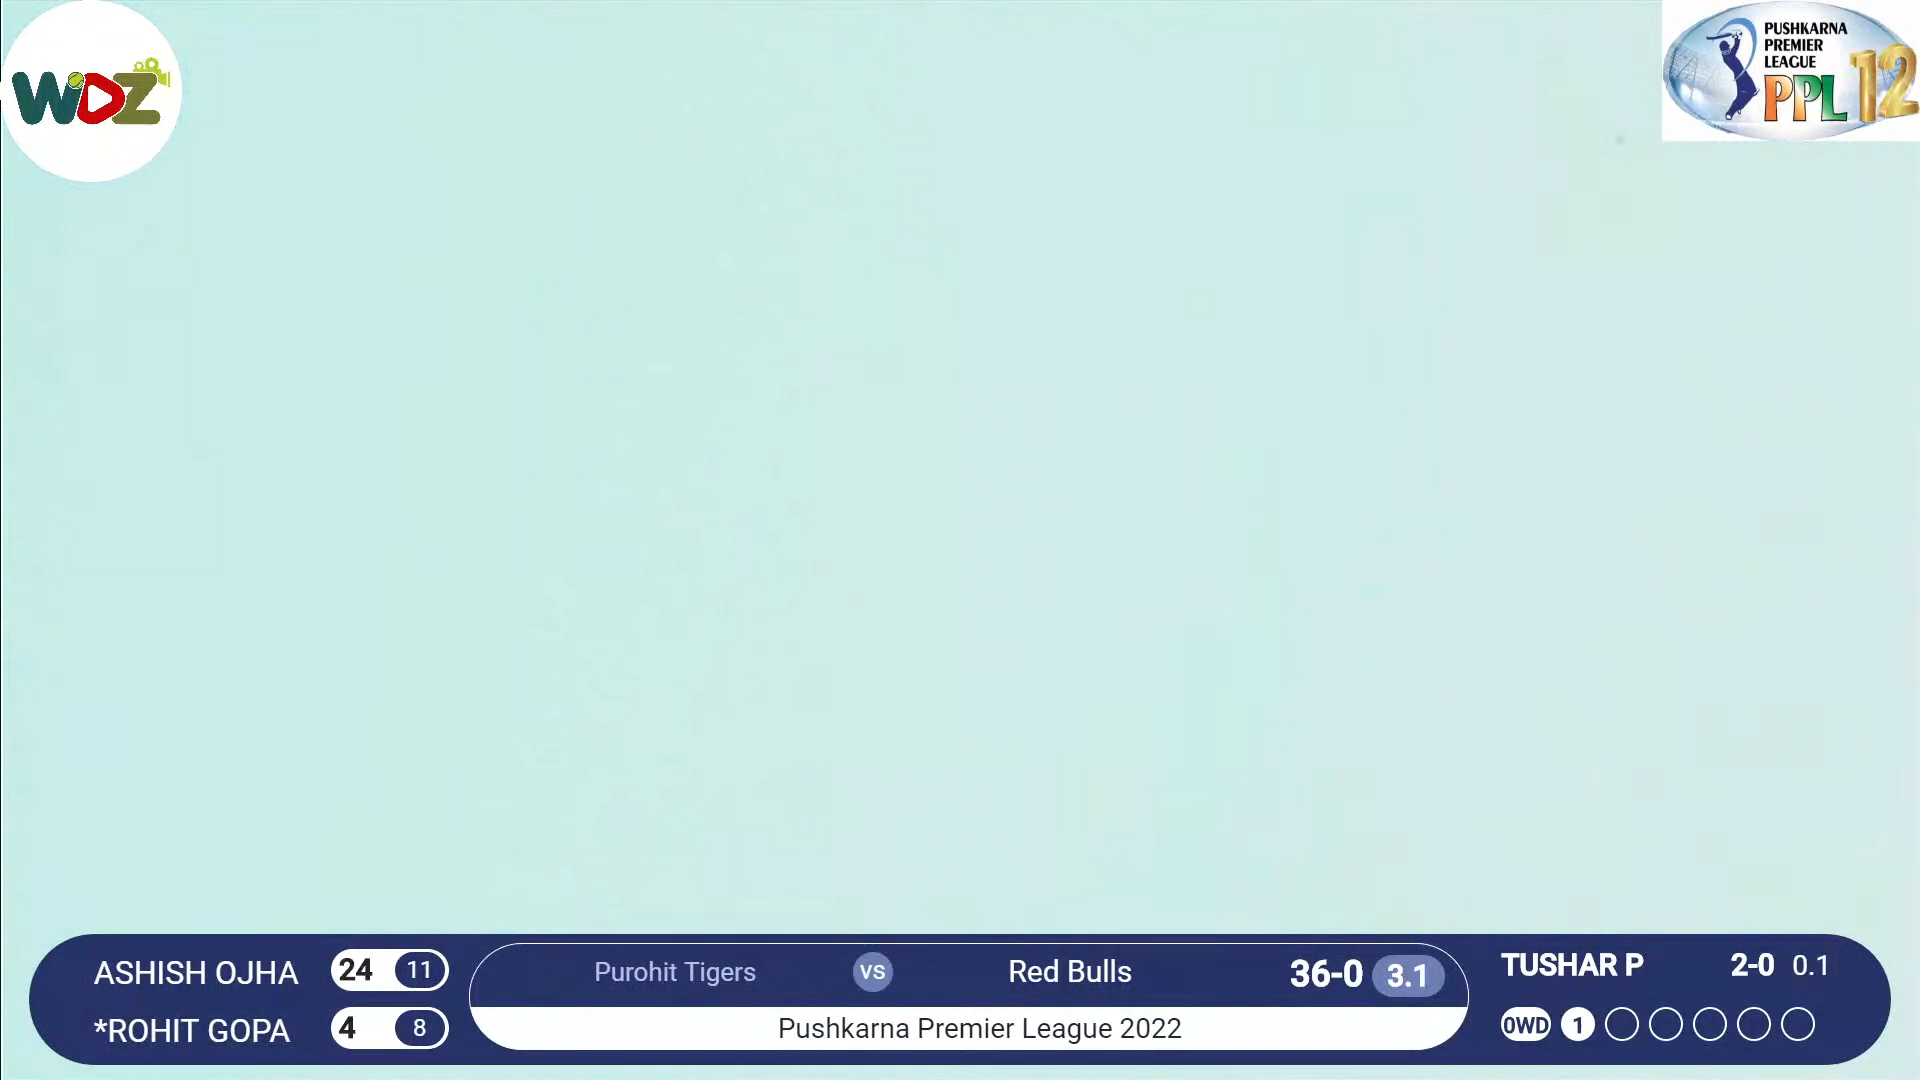 WDZ
PUSHKARNA
PREMIER
LEAGUE
PPL 12
ASHISH OJHA 24 11
*ROHIT GOPA 4 8
Purohit Tigers VS Red Bulls 36-0 3.1
Pushkarna Premier League 2022
TUSHAR P 2-0 0.1
0WD 1